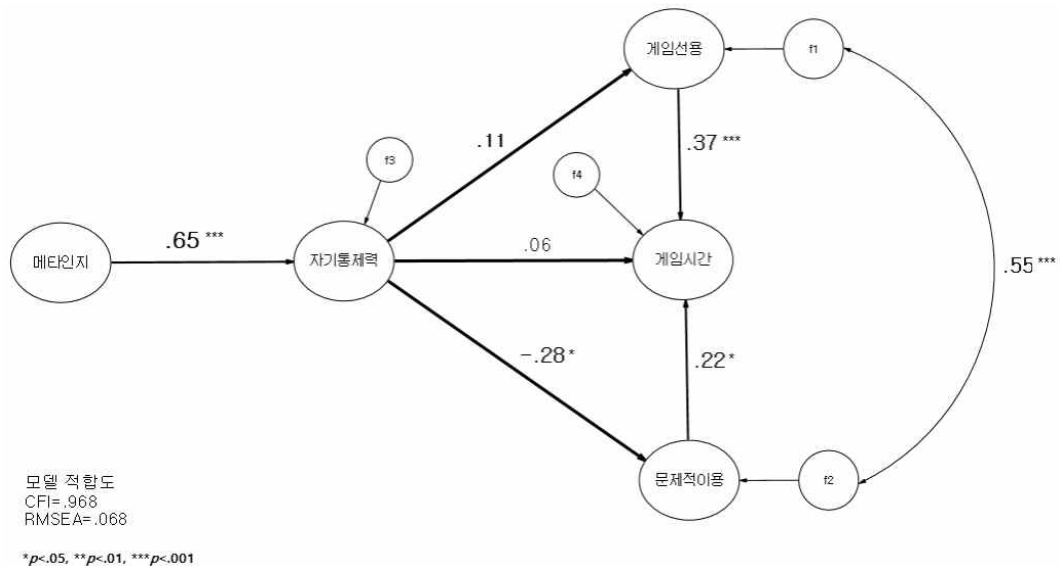 게임선용
f1
.11
.37 ***
f3
f4
.65 ***
.06
메타인지
자기통제력
게임시간
.55 ***
-.28 *
.22 *
문제적이용
f2
모델 적합도
CFI=.968
RMSEA=.068
*p<.05, **p<.01, ***p<.001